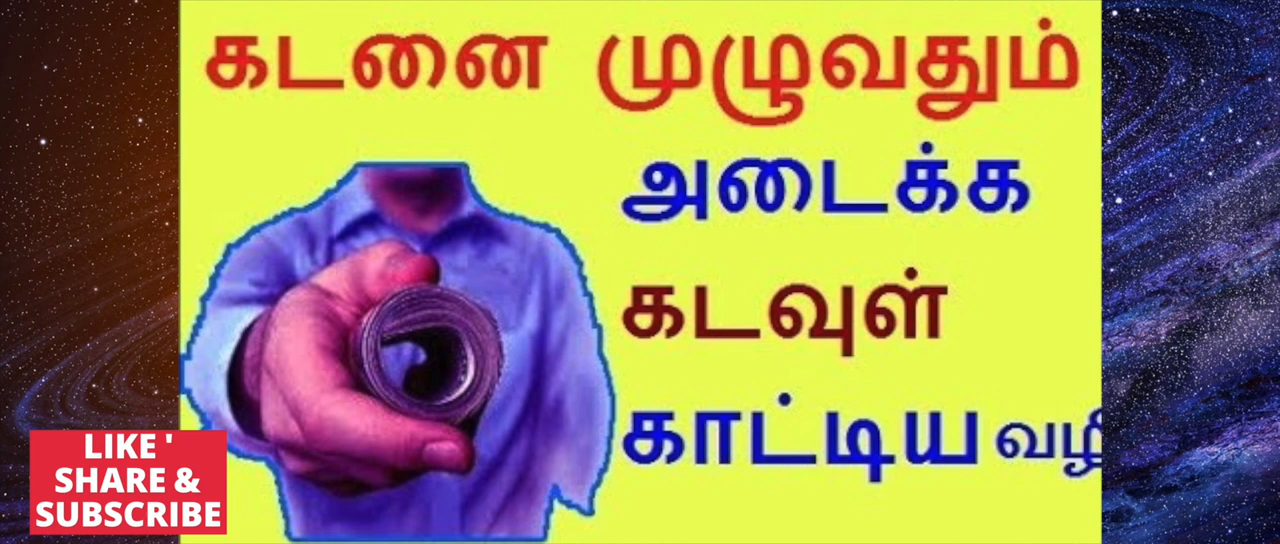 கடனை முழுவதும்
அடைக்க
கடவுள்
காட்டிய வழி
LIKE '
SHARE &
SUBSCRIBE